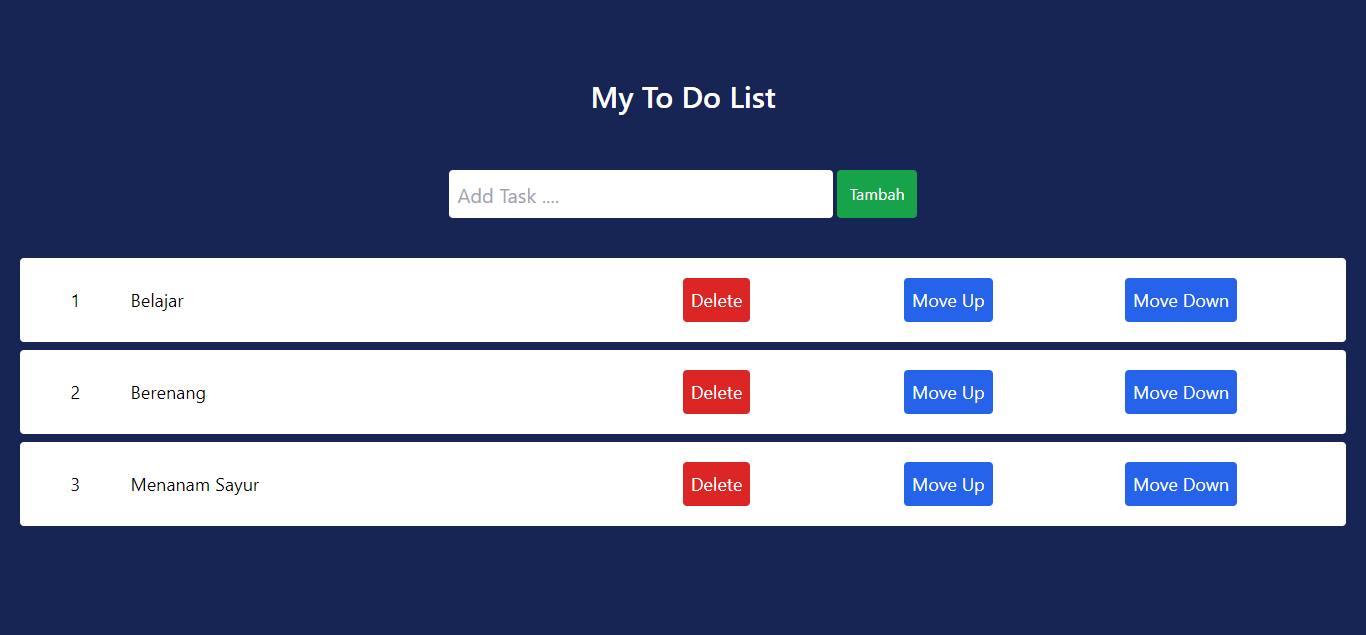 My To Do List
Add Task ....
Tambah
1 Belajar Delete Move Up Move Down
2 Berenang Delete Move Up Move Down
3 Menanam Sayur Delete Move Up Move Down